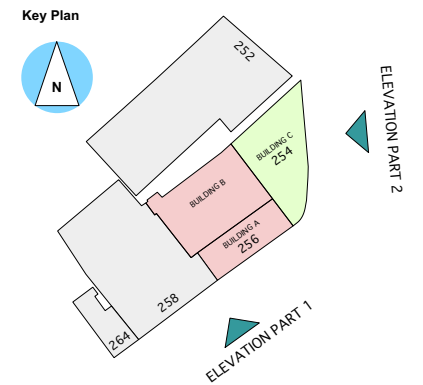 Key Plan
N
252
BUILDING C
254
BUILDING B
BUILDING A
256
258
264
ELEVATION PART 2
ELEVATION PART 1